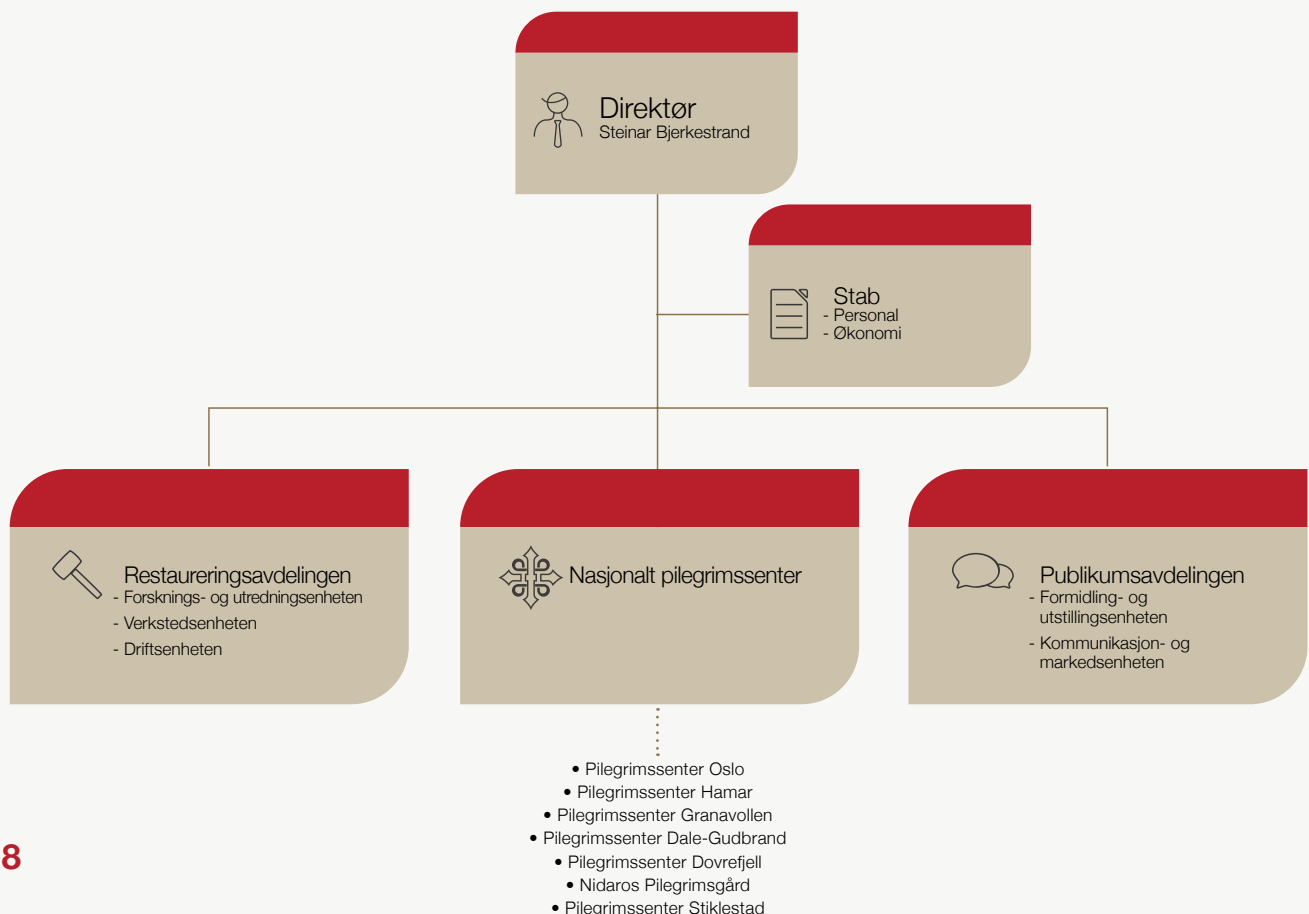 Direktør
Steinar Bjerkestrand
Stab
- Personal
- Økonomi
Restaureringsavdelingen
- Forsknings- og utredningsenheten
- Verkstedsenheten
- Driftsenheten
Nasjonalt pilegrimssenter
Publikumsavdelingen
- Formidling- og
utstillingsenheten
- Kommunikasjon- og
markedsenheten
• Pilegrimssenter Oslo
• Pilegrimssenter Hamar
• Pilegrimssenter Granavollen
• Pilegrimssenter Dale-Gudbrand
• Pilegrimssenter Dovrefjell
• Nidaros Pilegrimsgård
• Pilegrimssenter Stiklestad
8